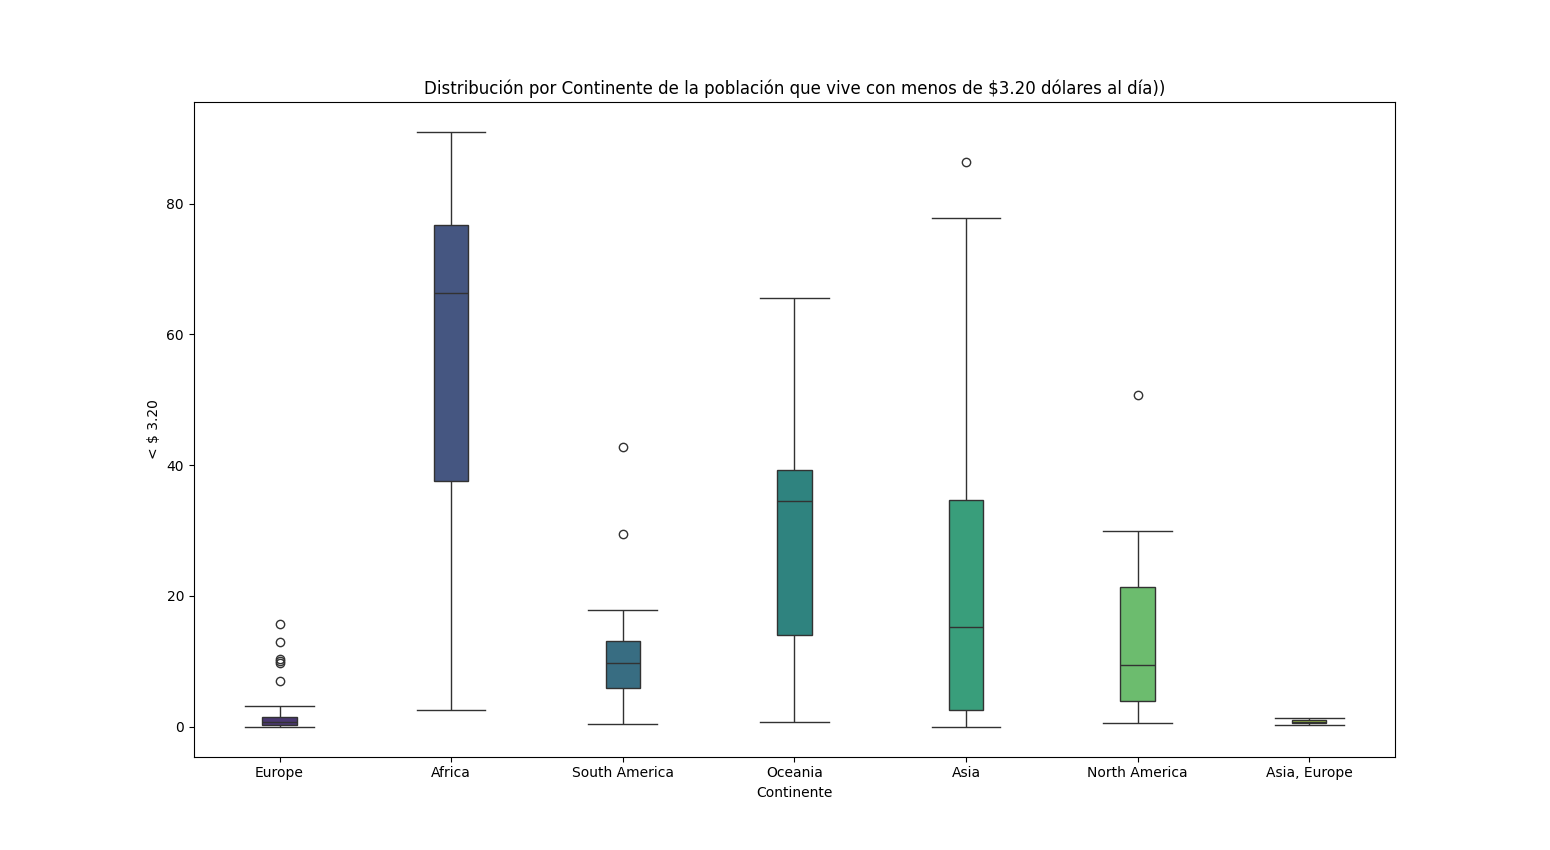 Distribución por Continente de la población que vive con menos de $3.20 dólares al día))
80
60
40
20
0
< $ 3.20
Europe
Africa
South America
Oceania
Asia
North America
Asia, Europe
Continente